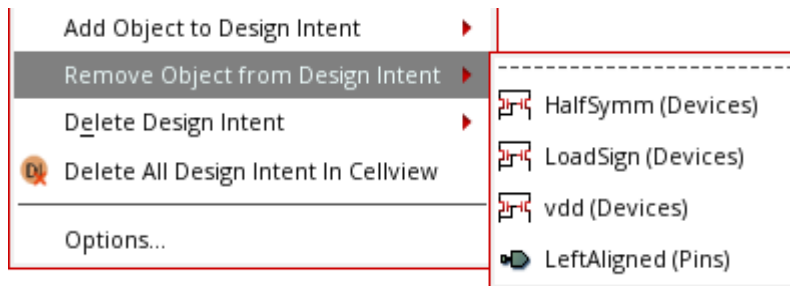 Add Object to Design Intent
Remove Object from Design Intent
Delete Design Intent
Delete All Design Intent In Cellview
Options...
HalfSymm (Devices)
LoadSign (Devices)
vdd (Devices)
LeftAligned (Pins)